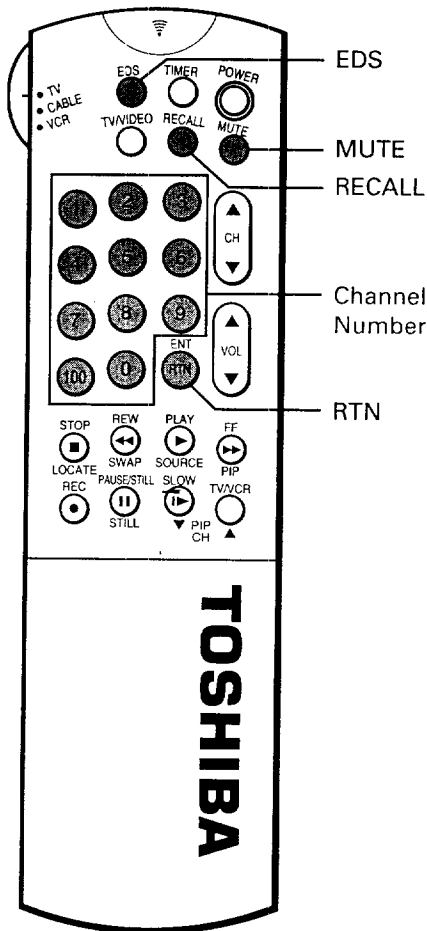 EDS TIMER POWER
EDS
• TV
• CABLE
• VCR
TV/VIDEO RECALL MUTE
MUTE
RECALL
1 2 3
CH
4 5 6
7 8 9
Channel
Number
VOL
ENT
100 0 RTN
RTN
STOP REW PLAY FF
LOCATE SWAP SOURCE PIP
REC PAUSE/STILL SLOW TV/VCR
STILL PIP
CH
TOSHIBA